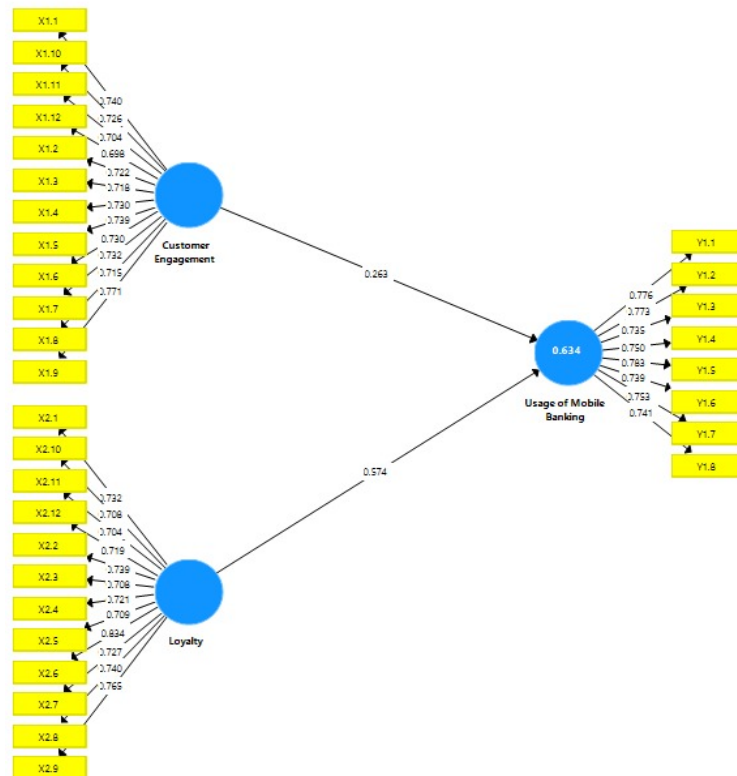 X1.1
X1.10
X1.11
X1.12
X1.2
X1.3
X1.4
X1.5
X1.6
X1.7
X1.8
X1.9
0.740
0.726
0.704
0.698
0.722
0.718
0.730
0.739
0.730
0.732
0.715
0.771
Customer
Engagement
0.263
X2.1
X2.10
X2.11
X2.12
X2.2
X2.3
X2.4
X2.5
X2.6
X2.7
X2.8
X2.9
0.732
0.708
0.704
0.719
0.739
0.708
0.721
0.709
0.834
0.727
0.740
0.765
Loyalty
0.574
0.634
Usage of Mobile
Banking
0.776
0.773
0.735
0.750
0.783
0.739
0.753
0.741
Y1.1
Y1.2
Y1.3
Y1.4
Y1.5
Y1.6
Y1.7
Y1.8